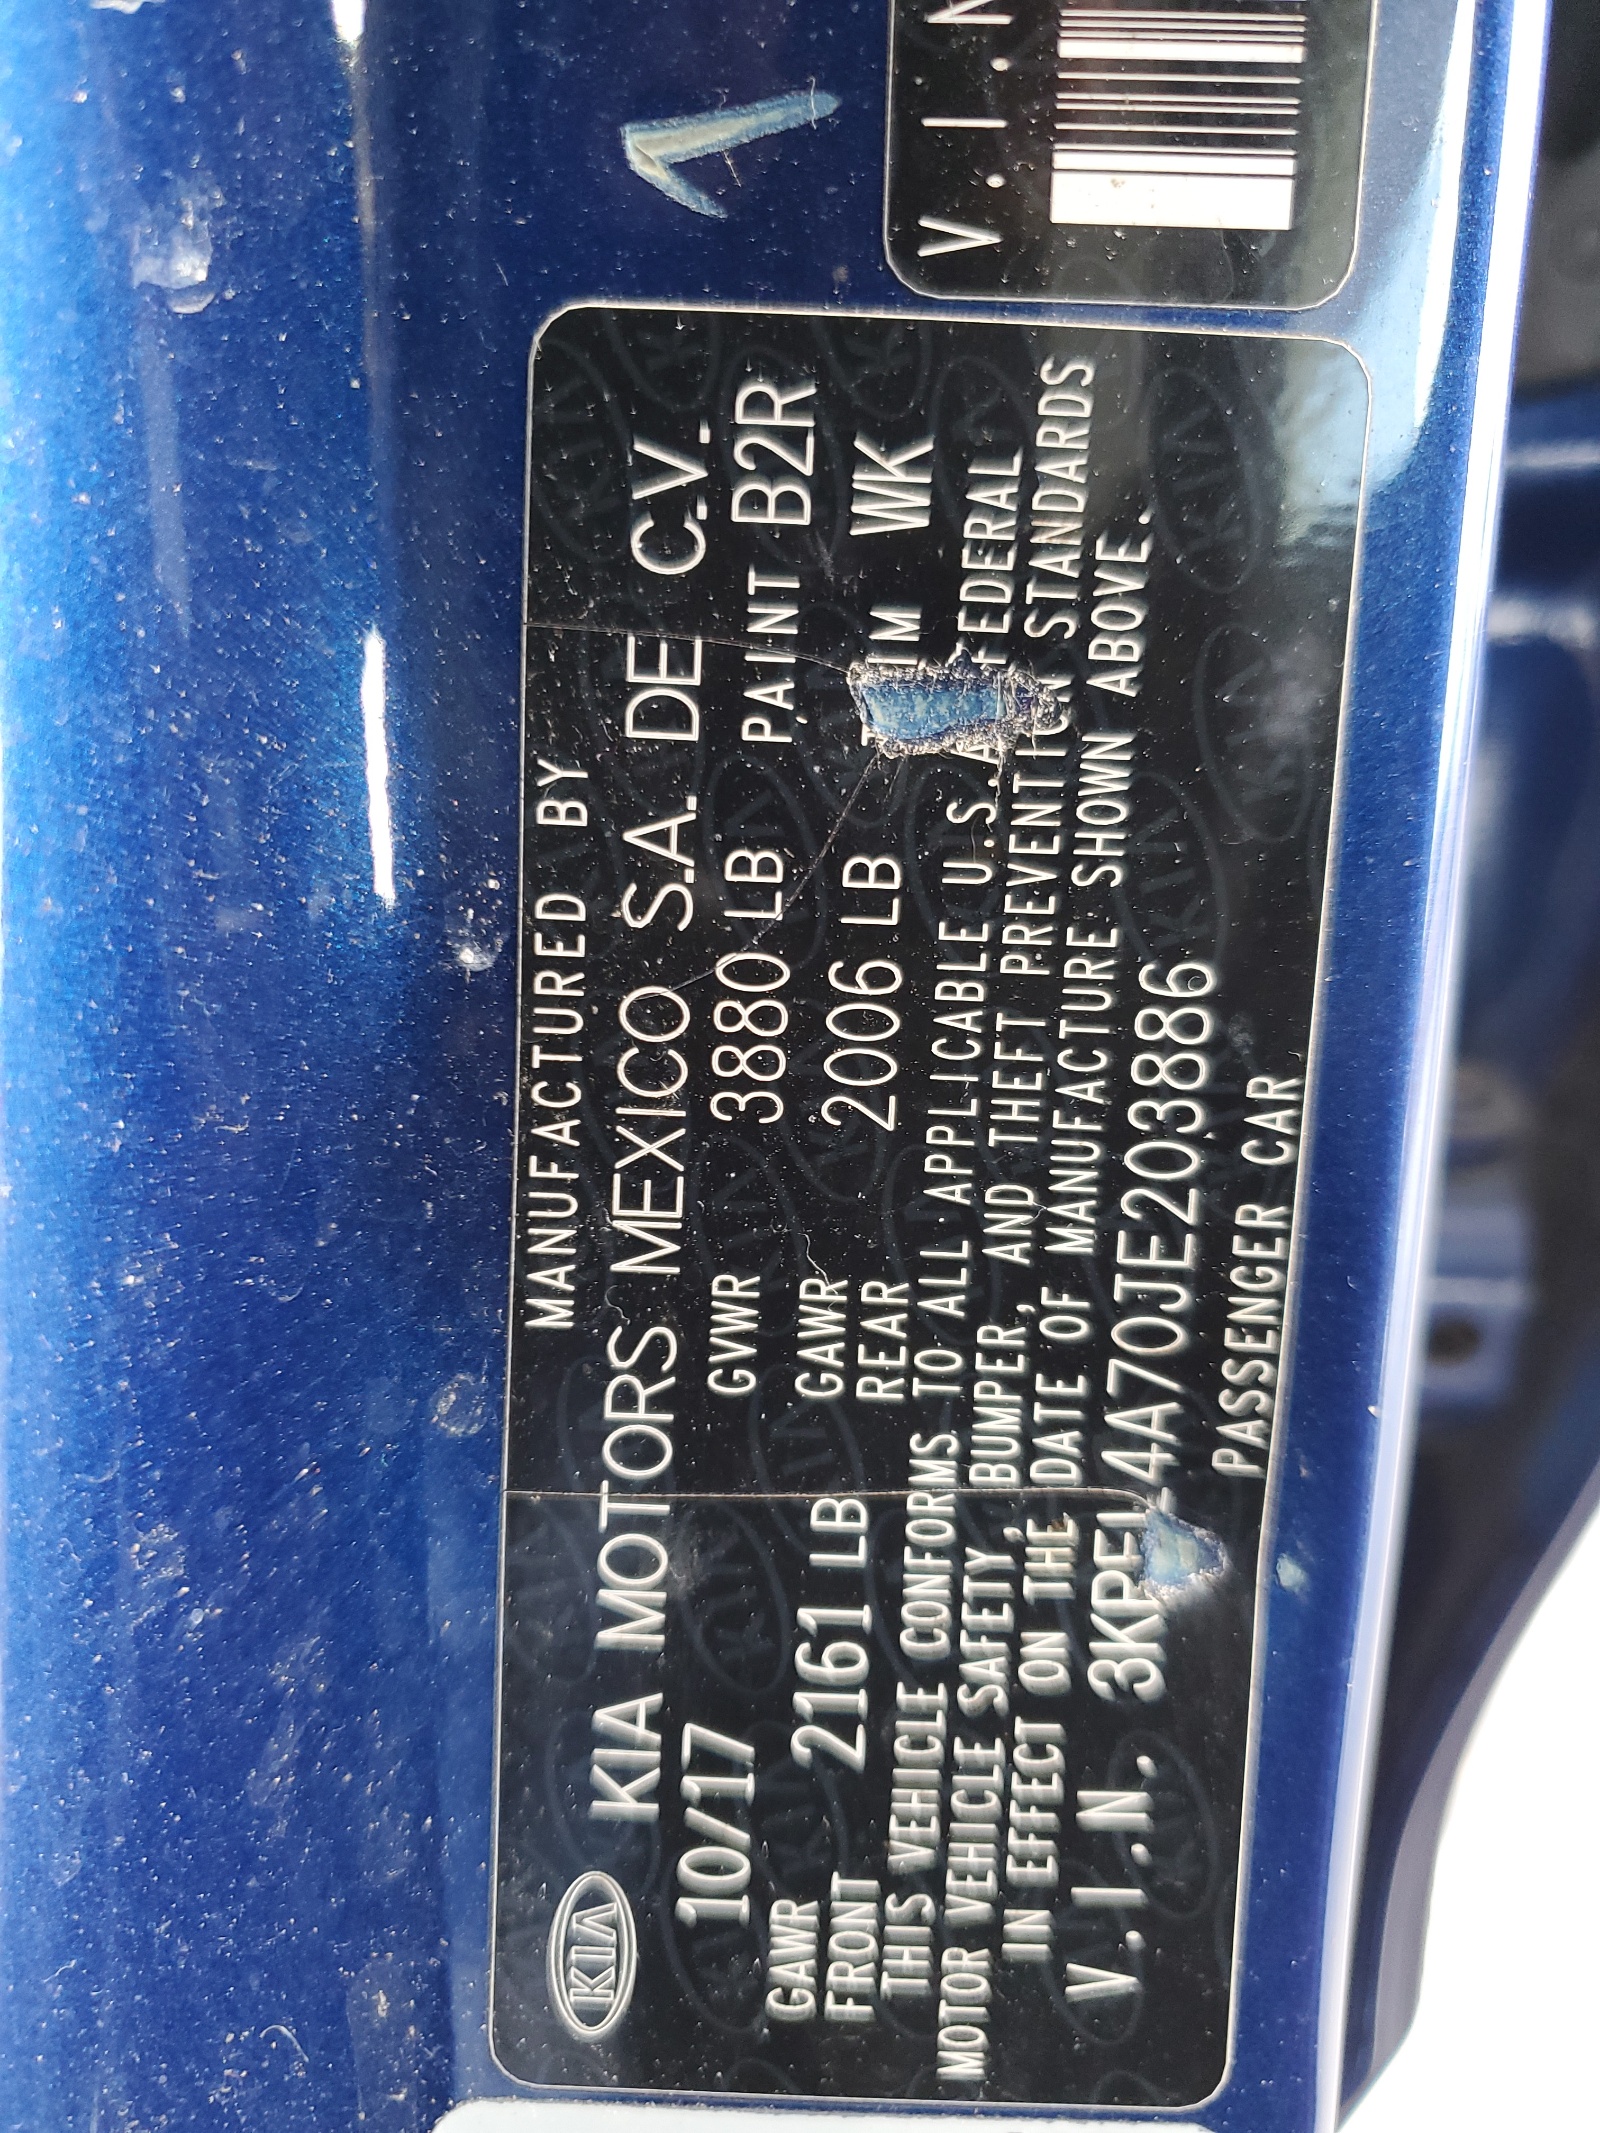 MANUFACTURED BY
KIA KIA MOTORS MEXICO S.A. DE C.V.
10/17 GVWR 3880 LB PAINT B2R
GAWR FRONT 2161 LB GAWR REAR 2006 LB WK
THIS VEHICLE CONFORMS TO ALL APPLICABLE U.S.A FEDERAL
MOTOR VEHICLE SAFETY, BUMPER, AND THEFT PREVENTION STANDARDS
IN EFFECT ON THE DATE OF MANUFACTURE SHOWN ABOVE.
V.I.N. 3KPFL4A70JE203886
PASSENGER CAR
V.I.N
1